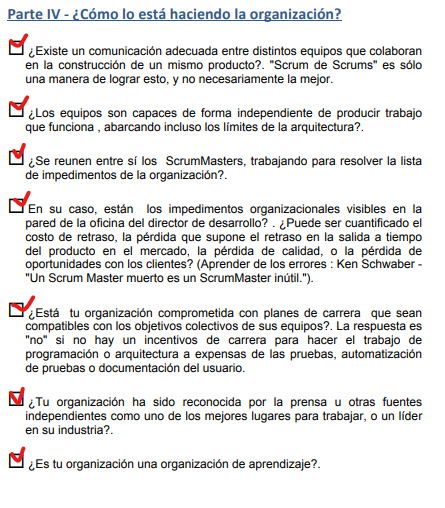 Parte IV - ¿Cómo lo está haciendo la organización?
¿Existe un comunicación adecuada entre distintos equipos que colaboran
en la construcción de un mismo producto?. "Scrum de Scrums" es sólo
una manera de lograr esto, y no necesariamente la mejor.
¿Los equipos son capaces de forma independiente de producir trabajo
que funciona , abarcando incluso los límites de la arquitectura?.
¿Se reunen entre sí los ScrumMasters, trabajando para resolver la lista
de impedimentos de la organización?.
En su caso, están los impedimentos organizacionales visibles en la
pared de la oficina del director de desarrollo? . ¿Puede ser cuantificado el
costo de retraso, la pérdida que supone el retraso en la salida a tiempo
del producto en el mercado, la pérdida de calidad, o la pérdida de
oportunidades con los clientes? (Aprender de los errores : Ken Schwaber -
"Un Scrum Master muerto es un ScrumMaster inútil.").
¿Está tu organización comprometida con planes de carrera que sean
compatibles con los objetivos colectivos de sus equipos?. La respuesta es
"no" si no hay un incentivos de carrera para hacer el trabajo de
programación o arquitectura a expensas de las pruebas, automatización
de pruebas o documentación del usuario.
¿Tu organización ha sido reconocida por la prensa u otras fuentes
independientes como uno de los mejores lugares para trabajar, o un líder
en su industria?.
¿Es tu organización una organización de aprendizaje?.